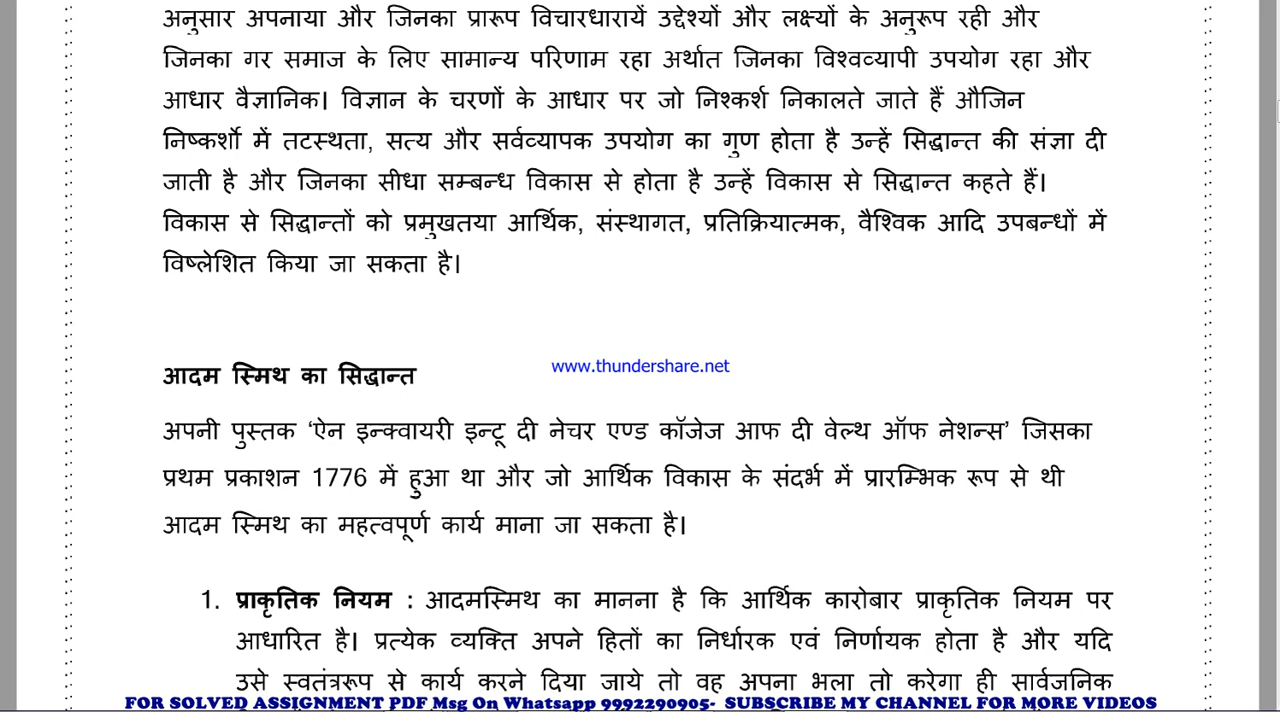 अनुसार अपनाया और जिनका प्रारूप विचारधारायें उद्देश्यों और लक्ष्यों के अनुरूप रही और
जिनका गर समाज के लिए सामान्य परिणाम रहा अर्थात जिनका विश्वव्यापी उपयोग रहा और
आधार वैज्ञानिक। विज्ञान के चरणों के आधार पर जो निश्कर्श निकालते जाते हैं औजिन
निष्कर्शो में तटस्थता, सत्य और सर्वव्यापक उपयोग का गुण होता है उन्हें सिद्धान्त की संज्ञा दी
जाती है और जिनका सीधा सम्बन्ध विकास से होता है उन्हें विकास से सिद्धान्त कहते हैं।
विकास से सिद्धान्तों को प्रमुखतया आर्थिक, संस्थागत, प्रतिक्रियात्मक, वैश्विक आदि उपबन्धों में
विष्लेशित किया जा सकता है।
www.thundershare.net
आदम स्मिथ का सिद्धान्त
अपनी पुस्तक ‘ऐन इन्क्वायरी इन्टू दी नेचर एण्ड कॉजेज आफ दी वेल्थ ऑफ नेशन्स’ जिसका
प्रथम प्रकाशन 1776 में हुआ था और जो आर्थिक विकास के संदर्भ में प्रारम्भिक रूप से थी
आदम स्मिथ का महत्वपूर्ण कार्य माना जा सकता है।
1. प्राकृतिक नियम : आदमस्मिथ का मानना है कि आर्थिक कारोबार प्राकृतिक नियम पर
आधारित है। प्रत्येक व्यक्ति अपने हितों का निर्धारक एवं निर्णायक होता है और यदि
उसे स्वतंत्ररूप से कार्य करने दिया जाये तो वह अपना भला तो करेगा ही सार्वजनिक
FOR SOLVED ASSIGNMENT PDF Msg On Whatsapp 9992290905- SUBSCRIBE MY CHANNEL FOR MORE VIDEOS